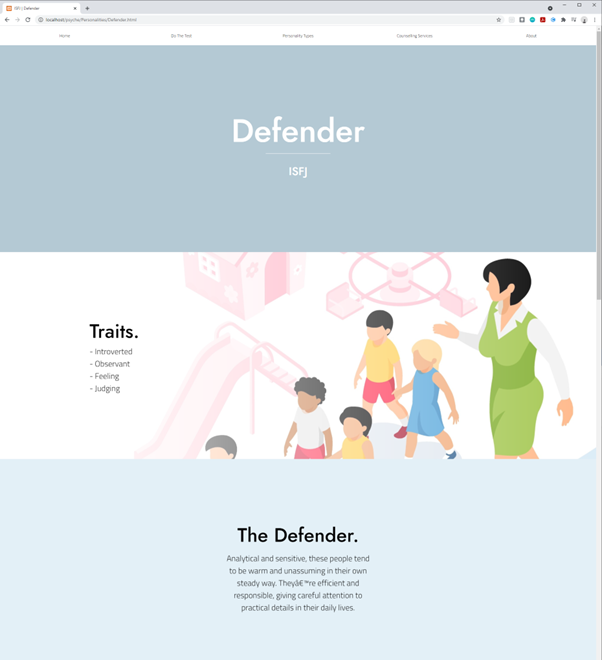 ISFJ | Defender
localhost/psyche/Personalities/Defender.html
Home Do The Test Personality Types Counselling Services About
Defender
ISFJ
Traits.
- Introverted
- Observant
- Feeling
- Judging
The Defender.
Analytical and sensitive, these people tend
to be warm and unassuming in their own
steady way. Theyâ€™re efficient and
responsible, giving careful attention to
practical details in their daily lives.